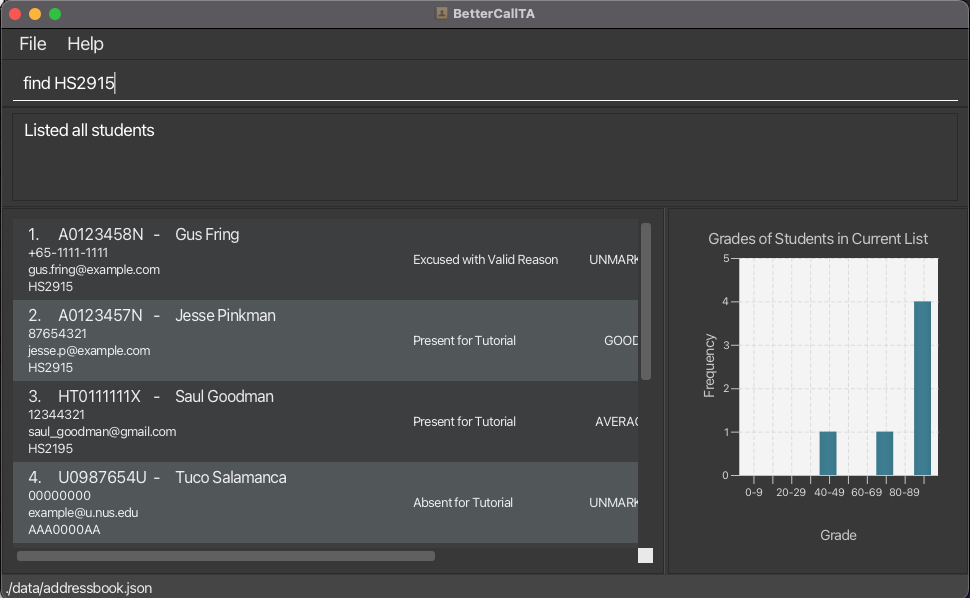 BetterCallTA
File Help
find HS2915
Listed all students
1. A0123458N - Gus Fring
+65-1111-1111
gus.fring@example.com
HS2915
Excused with Valid Reason UNMARK
2. A0123457N - Jesse Pinkman
87654321
jesse.p@example.com
HS2915
Present for Tutorial GOOD
3. HT0111111X - Saul Goodman
12344321
saul_goodman@gmail.com
HS2195
Present for Tutorial AVERAG
4. U0987654U - Tuco Salamanca
00000000
example@u.nus.edu
AAA0000AA
Absent for Tutorial UNMARK
Grades of Students in Current List
5
4
3
2
1
0
Frequency
0-9 20-29 40-49 60-69 80-89
Grade
./data/addressbook.json